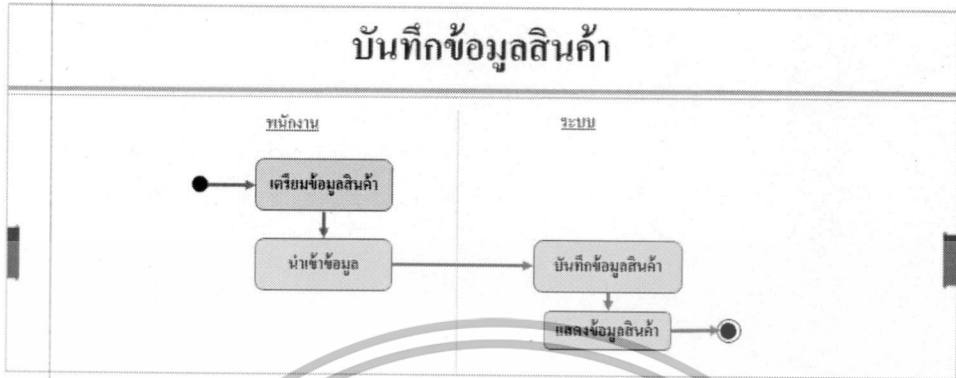 บันทึกข้อมูลสินค้า
พนักงาน
ระบบ
เตรียมข้อมูลสินค้า
นำเข้าข้อมูล
บันทึกข้อมูลสินค้า
แสดงข้อมูลสินค้า